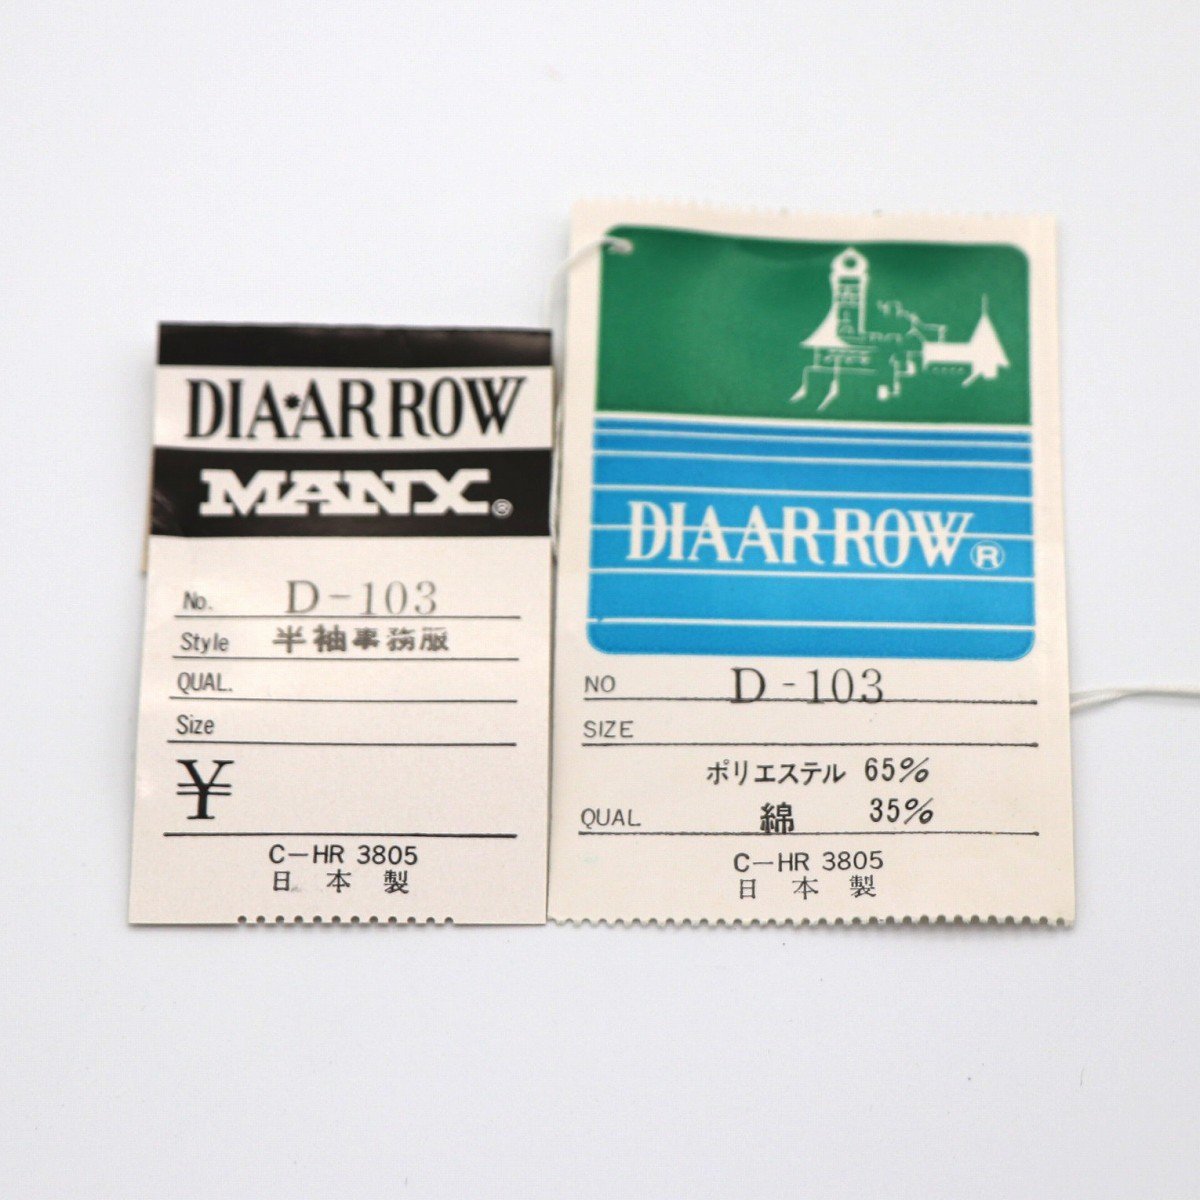 DIA★ARROW
MANX®
No. D-103
Style 半袖事務服
QUAL.
Size
¥
C-HR 3805
日本製
DIAARROW®
NO D-103
SIZE
ポリエステル 65%
QUAL 綿 35%
C-HR 3805
日本製